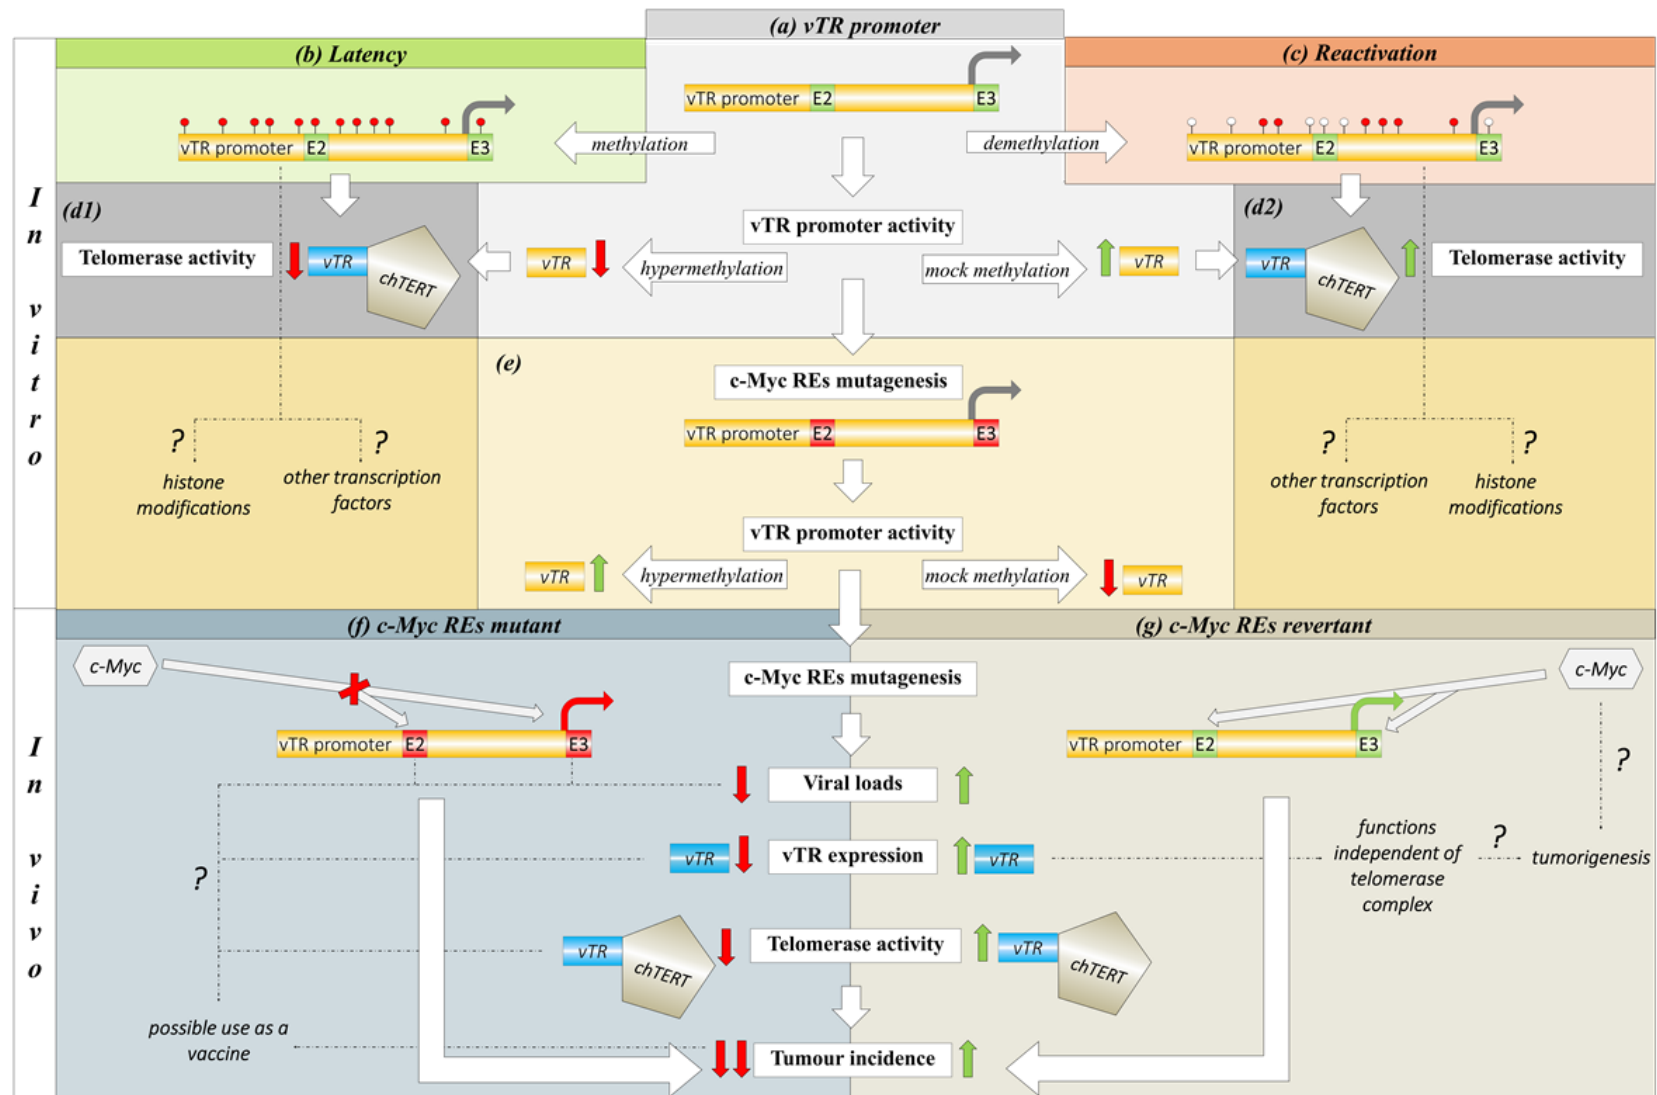 (a) vTR promoter
(b) Latency
(c) Reactivation
vTR promoter E2 E3
vTR promoter E2 E3
methylation
demethylation
vTR promoter E2 E3
In vitro
(d1)
vTR promoter activity
(d2)
Telomerase activity
vTR
chTERT
vTR
hypermethylation
mock methylation
vTR
vTR
chTERT
Telomerase activity
(e)
c-Myc REs mutagenesis
vTR promoter E2 E3
?
?
histone
modifications
other transcription
factors
?
?
other transcription
factors
histone
modifications
vTR promoter activity
vTR
hypermethylation
mock methylation
vTR
(f) c-Myc REs mutant
(g) c-Myc REs revertant
c-Myc
c-Myc REs mutagenesis
c-Myc
vTR promoter E2 E3
vTR promoter E2 E3
In vivo
Viral loads
?
vTR
vTR expression
vTR
functions
independent of
telomerase
complex
?
tumorigenesis
?
vTR
chTERT
Telomerase activity
vTR
chTERT
possible use as a
vaccine
Tumour incidence